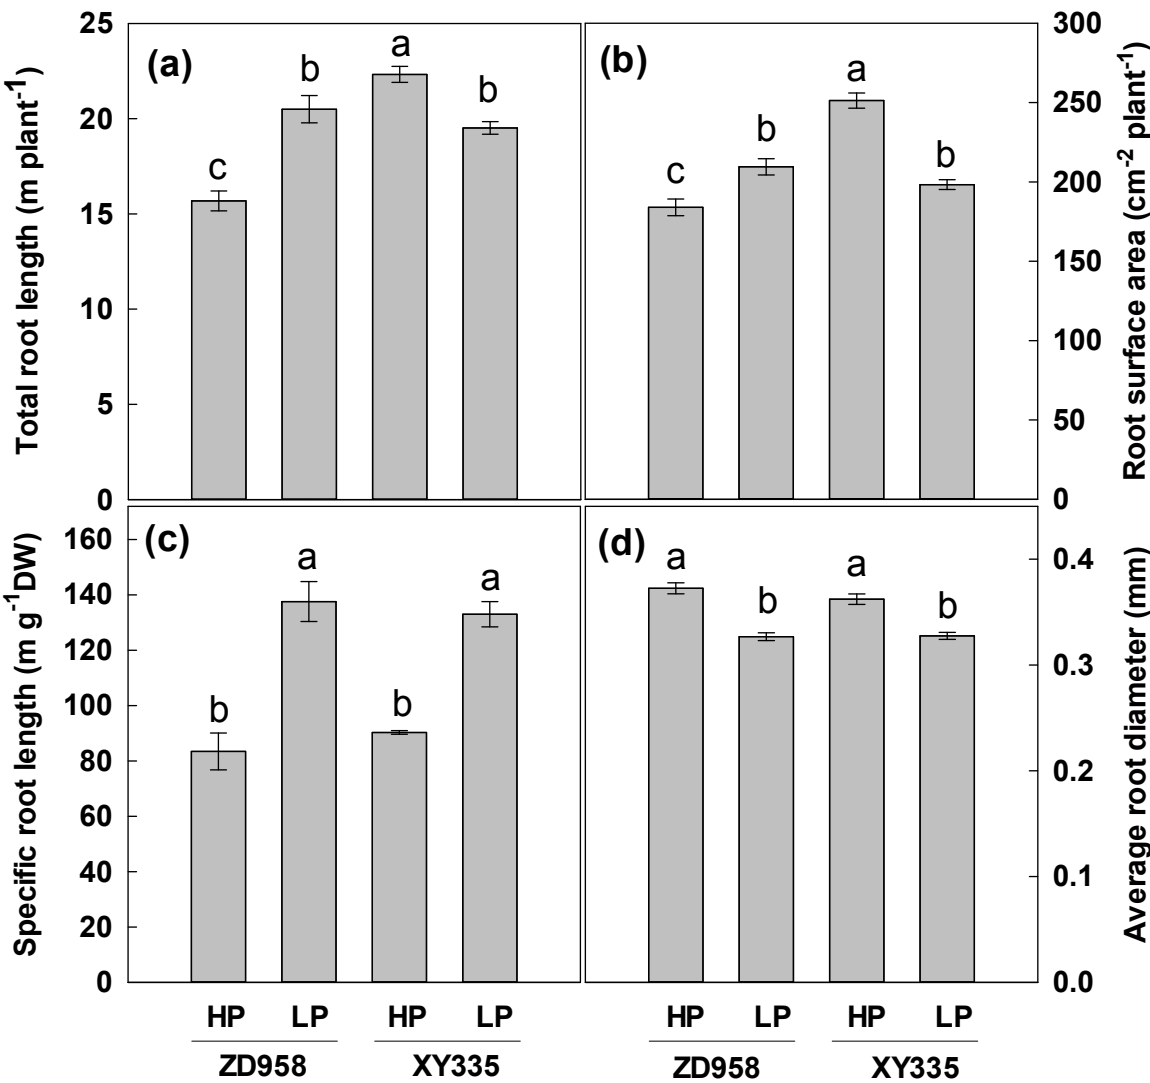 Total root length (m plant-1)
25
20
15
10
5
0
(a)
c
b
a
b
(b)
c
b
a
b
300
250
200
150
100
50
0
Root surface area (cm-2 plant-1)
Specific root length (m g-1DW)
160
140
120
100
80
60
40
20
0
(c)
b
a
b
a
(d)
a
b
a
b
0.4
0.3
0.2
0.1
0.0
Average root diameter (mm)
HP LP HP LP HP LP HP LP
ZD958 XY335 ZD958 XY335